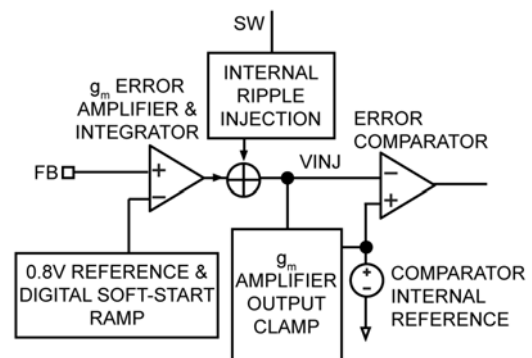 SW
INTERNAL
RIPPLE
INJECTION
gm ERROR
AMPLIFIER &
INTEGRATOR
ERROR
COMPARATOR
FB
+
−
VINJ
−
+
0.8V REFERENCE &
DIGITAL SOFT-START
RAMP
gm
AMPLIFIER
OUTPUT
CLAMP
+
−
COMPARATOR
INTERNAL
REFERENCE